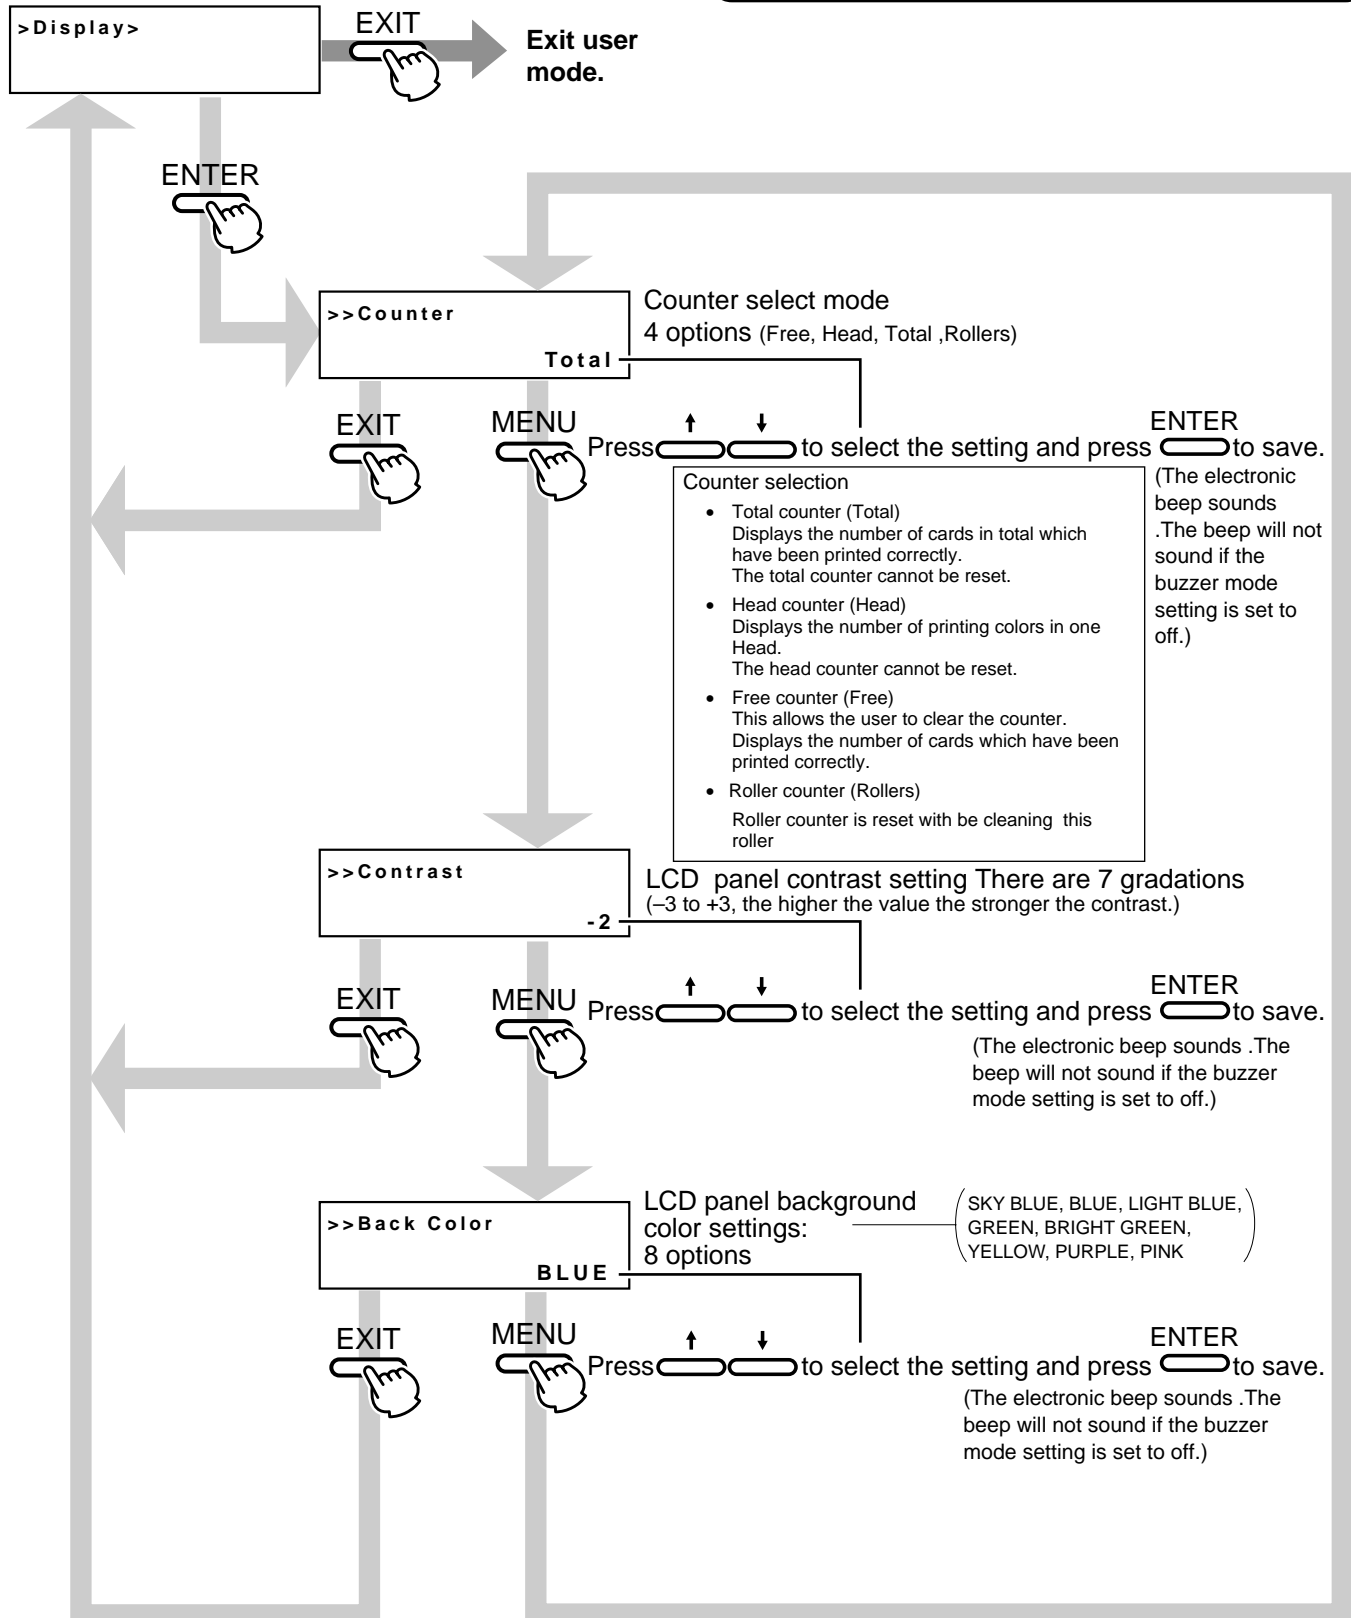 >Display>
EXIT
Exit user
mode.
ENTER
>>Counter
Total
Counter select mode
4 options (Free, Head, Total ,Rollers)
EXIT
MENU
Press to select the setting and press ENTER to save.
(The electronic
beep sounds
.The beep will not
sound if the
buzzer mode
setting is set to
off.)
Counter selection
• Total counter (Total)
Displays the number of cards in total which
have been printed correctly.
The total counter cannot be reset.
• Head counter (Head)
Displays the number of printing colors in one
Head.
The head counter cannot be reset.
• Free counter (Free)
This allows the user to clear the counter.
Displays the number of cards which have been
printed correctly.
• Roller counter (Rollers)
Roller counter is reset with be cleaning this
roller
>>Contrast
-2
LCD panel contrast setting There are 7 gradations
(–3 to +3, the higher the value the stronger the contrast.)
EXIT
MENU
Press to select the setting and press ENTER to save.
(The electronic beep sounds .The
beep will not sound if the buzzer
mode setting is set to off.)
>>Back Color
BLUE
LCD panel background
color settings:
8 options
SKY BLUE, BLUE, LIGHT BLUE,
GREEN, BRIGHT GREEN,
YELLOW, PURPLE, PINK
EXIT
MENU
Press to select the setting and press ENTER to save.
(The electronic beep sounds .The
beep will not sound if the buzzer
mode setting is set to off.)